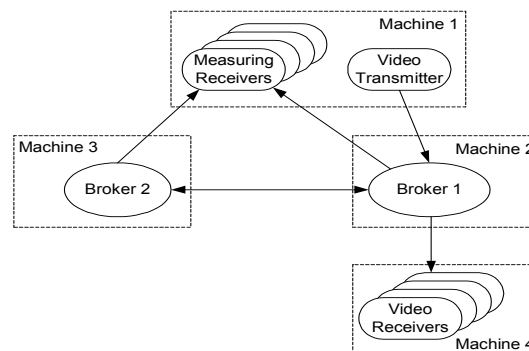 Machine 1
Measuring
Receivers
Video
Transmitter
Machine 3
Machine 2
Broker 2
Broker 1
Video
Receivers
Machine 4